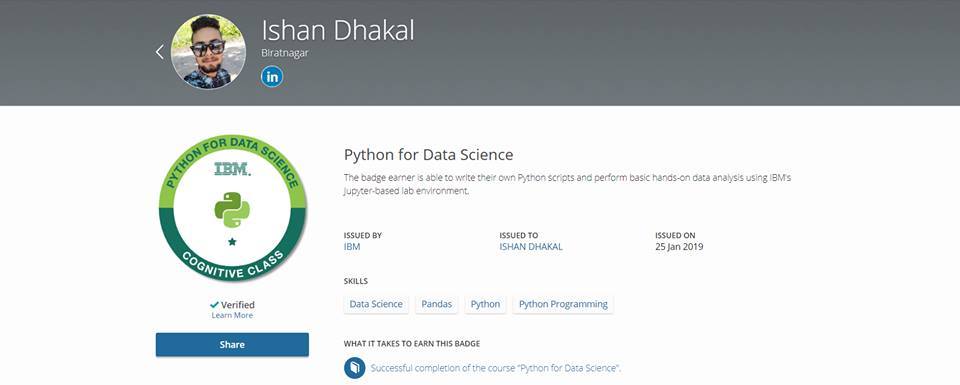 Ishan Dhakal
Biratnagar
in
PYTHON FOR DATA SCIENCE
IBM.
COGNITIVE CLASS
Verified
Learn More
Share
Python for Data Science
The badge earner is able to write their own Python scripts and perform basic hands-on data analysis using IBM's
Jupyter-based lab environment.
ISSUED BY ISSUED TO ISSUED ON
IBM ISHAN DHAKAL 25 Jan 2019
SKILLS
Data Science Pandas Python Python Programming
WHAT IT TAKES TO EARN THIS BADGE
Successful completion of the course "Python for Data Science".